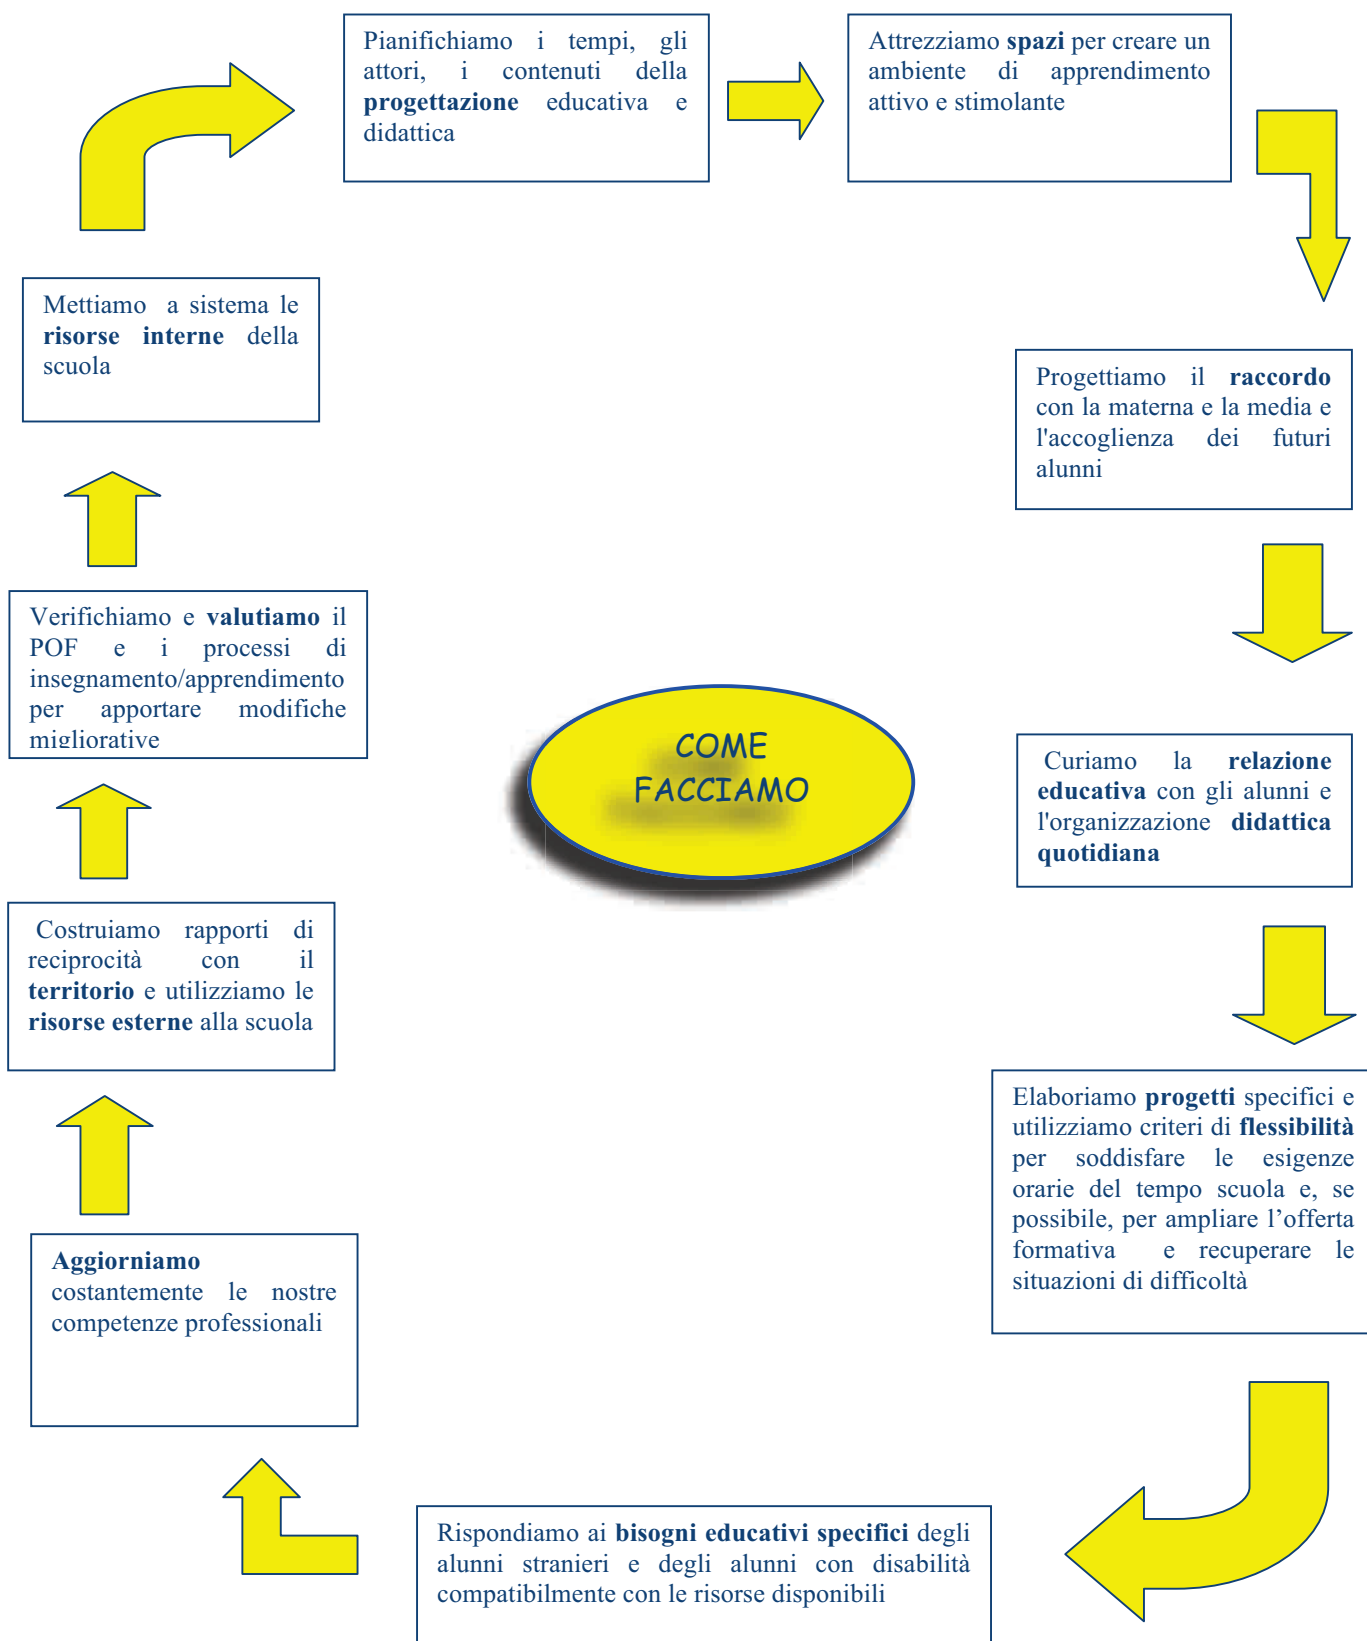 Pianifichiamo i tempi, gli
attori, i contenuti della
progettazione educativa e
didattica
Attrezziamo spazi per creare un
ambiente di apprendimento
attivo e stimolante
Progettiamo il raccordo
con la materna e la media e
l'accoglienza dei futuri
alunni
Curiamo la relazione
educativa con gli alunni e
l'organizzazione didattica
quotidiana
Elaboriamo progetti specifici e
utilizziamo criteri di flessibilità
per soddisfare le esigenze
orarie del tempo scuola e, se
possibile, per ampliare l’offerta
formativa e recuperare le
situazioni di difficoltà
Rispondiamo ai bisogni educativi specifici degli
alunni stranieri e degli alunni con disabilità
compatibilmente con le risorse disponibili
Aggiorniamo
costantemente le nostre
competenze professionali
Costruiamo rapporti di
reciprocità con il
territorio e utilizziamo le
risorse esterne alla scuola
Verifichiamo e valutiamo il
POF e i processi di
insegnamento/apprendimento
per apportare modifiche
migliorative
Mettiamo a sistema le
risorse interne della
scuola
COME
FACCIAMO